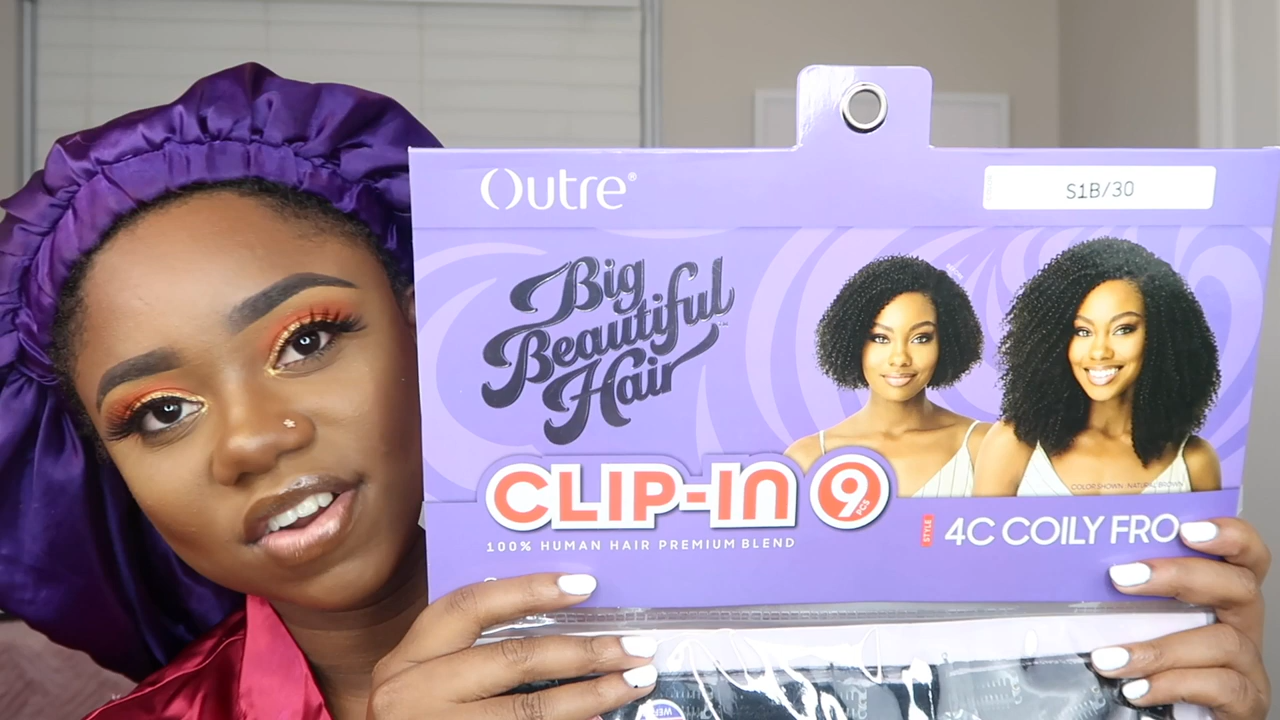 Outre®
S1B/30
Big
Beautiful
Hair™
CLIP-IN 9 PCS
100% HUMAN HAIR PREMIUM BLEND
COLOR SHOWN: NATURAL BROWN
STYLE 4C COILY FRO